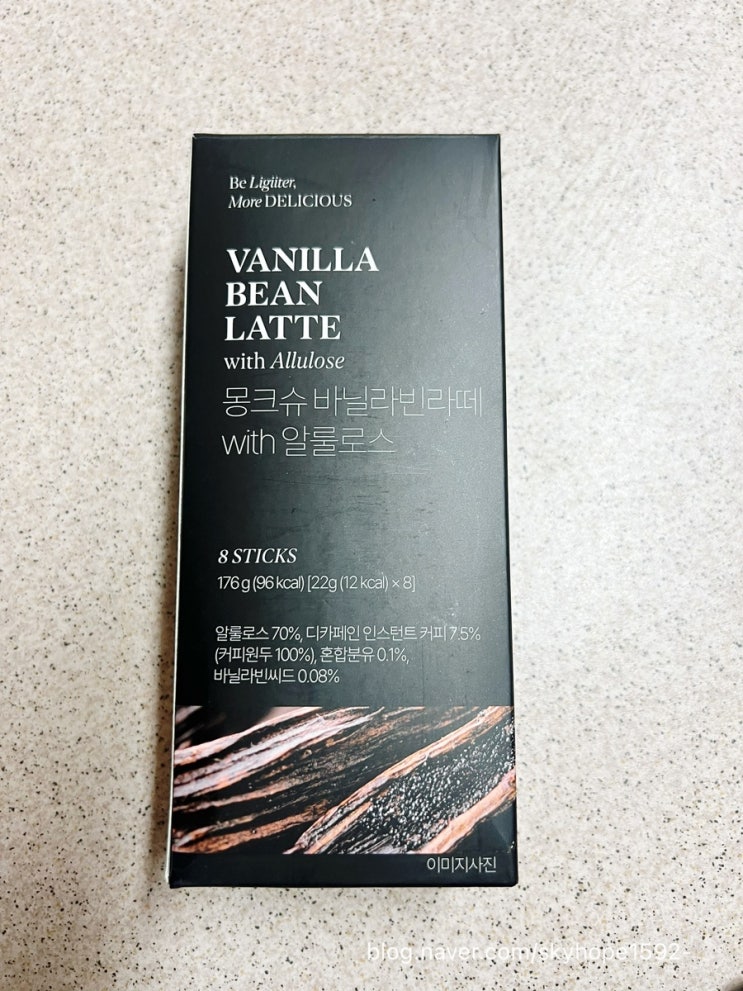 Be Ligiiter,
More DELICIOUS
VANILLA
BEAN
LATTE
with Allulose
몽크슈 바닐라빈라떼
with 알룰로스
8 STICKS
176 g (96 kcal) [22g (12 kcal) × 8]
알룰로스 70%, 디카페인 인스턴트 커피 7.5%
(커피원두 100%), 혼합분유 0.1%,
바닐라빈씨드 0.08%
이미지사진
blog.naver.com/skyhope1592-